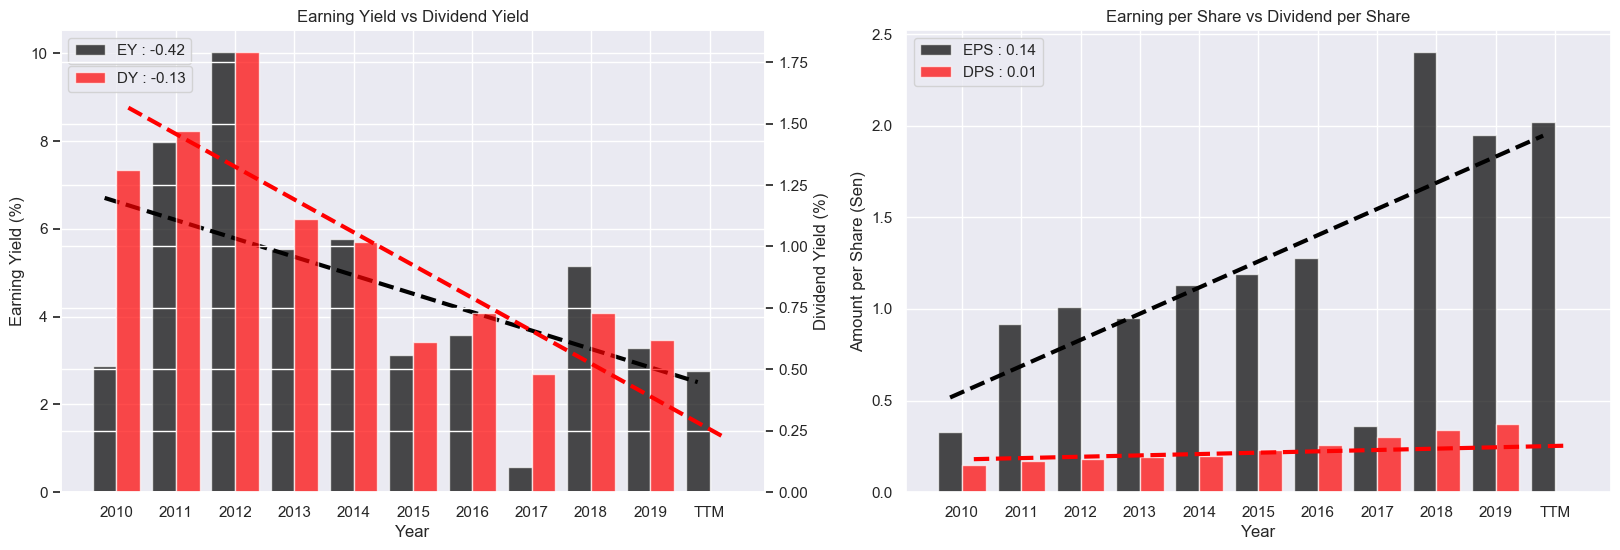 Earning Yield vs Dividend Yield
EY : -0.42
DY : -0.13
10
8
6
4
2
0
Earning Yield (%)
1.75
1.50
1.25
1.00
0.75
0.50
0.25
0.00
Dividend Yield (%)
2010 2011 2012 2013 2014 2015 2016 2017 2018 2019 TTM
Year
Earning per Share vs Dividend per Share
EPS : 0.14
DPS : 0.01
2.5
2.0
1.5
1.0
0.5
0.0
Amount per Share (Sen)
2010 2011 2012 2013 2014 2015 2016 2017 2018 2019 TTM
Year